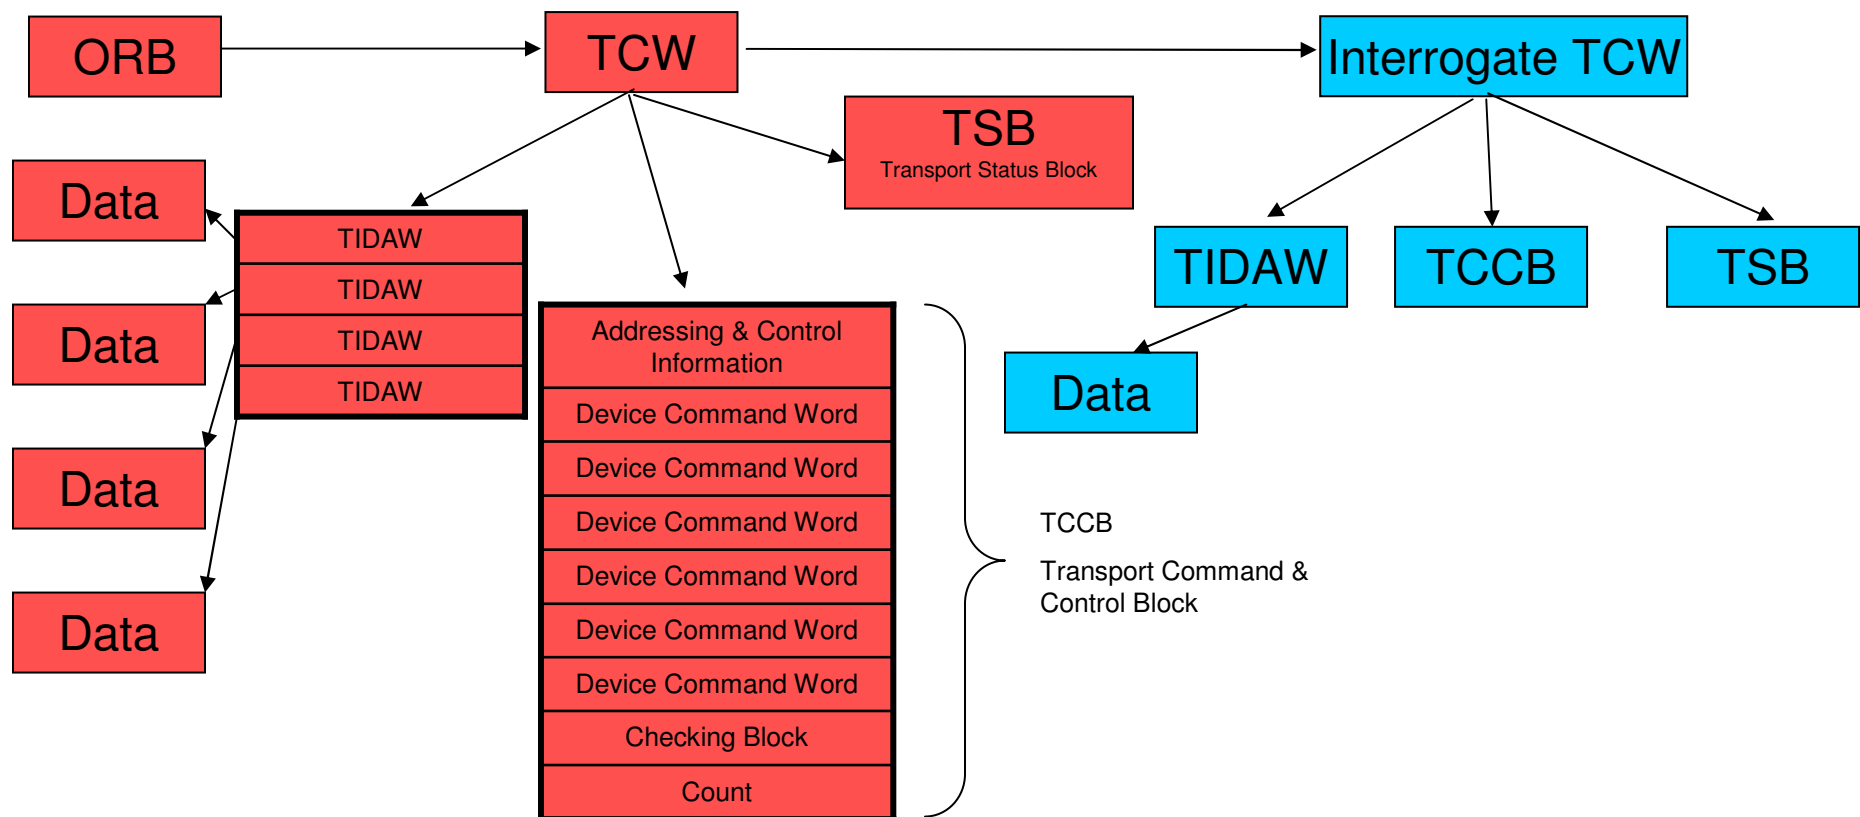 ORB
TCW
Interrogate TCW
TSB
Transport Status Block
Data
Data
Data
Data
TIDAW
TIDAW
TIDAW
TIDAW
Addressing & Control
Information
Device Command Word
Device Command Word
Device Command Word
Device Command Word
Device Command Word
Device Command Word
Checking Block
Count
TCCB
Transport Command &
Control Block
TIDAW
TCCB
TSB
Data